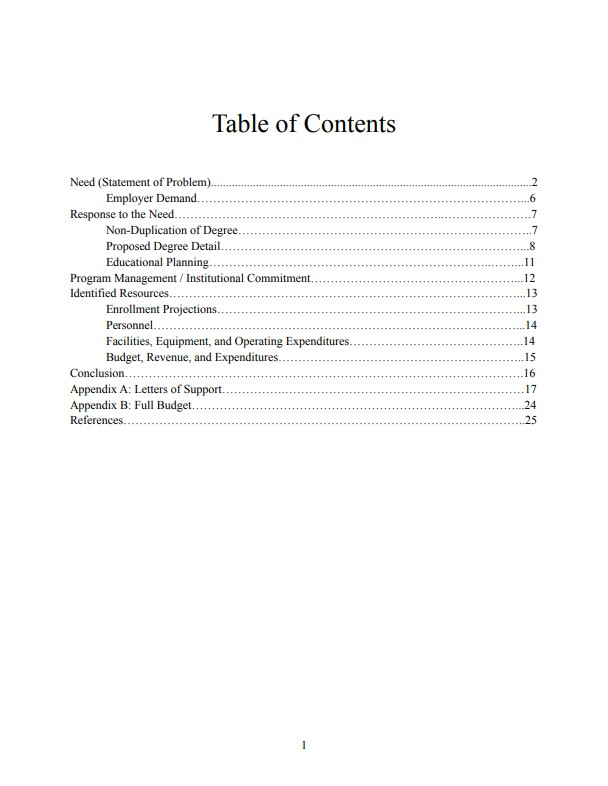 Table of Contents
Need (Statement of Problem)..............................................................................................................2
Employer Demand……………………………………………………………………………...6
Response to the Need…………………………………………………………..……………….7
Non-Duplication of Degree………………………………………………………………..7
Proposed Degree Detail…………………………………………………………………...8
Educational Planning………………………………………………………………..…...11
Program Management / Institutional Commitment…………………………………………...12
Identified Resources…………………………………………………………………………...13
Enrollment Projections…………………………………………………………………...13
Personnel…………………………………………………………………………………...14
Facilities, Equipment, and Operating Expenditures……………………………………..14
Budget, Revenue, and Expenditures……………………………………………………...15
Conclusion……………………………………………………………………………………...16
Appendix A: Letters of Support………………………………………………………………...17
Appendix B: Full Budget………………………………………………………………………...24
References……………………………………………………………………………………...25
1